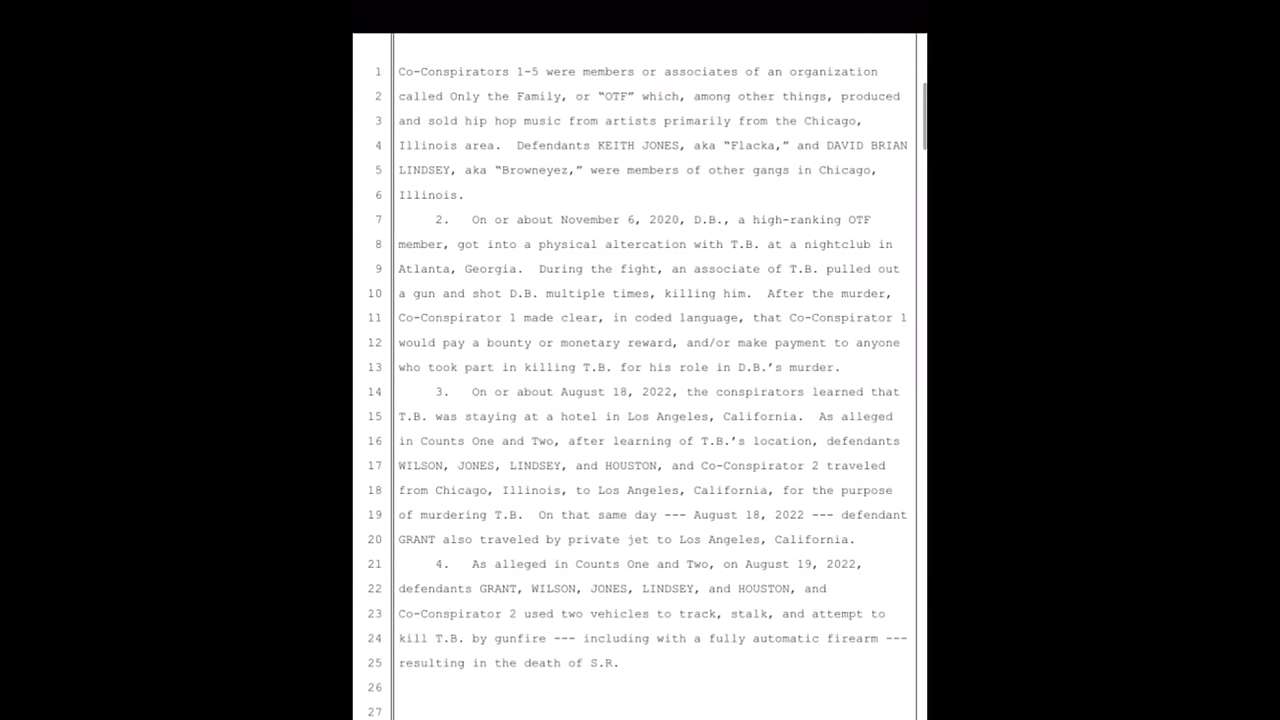 1 Co-Conspirators 1-5 were members or associates of an organization
2 called Only the Family, or “OTF” which, among other things, produced
3 and sold hip hop music from artists primarily from the Chicago,
4 Illinois area.  Defendants KEITH JONES, aka “Flacka,” and DAVID BRIAN
5 LINDSEY, aka “Browneyez,” were members of other gangs in Chicago,
6 Illinois.
7 2. On or about November 6, 2020, D.B., a high-ranking OTF
8 member, got into a physical altercation with T.B. at a nightclub in
9 Atlanta, Georgia.  During the fight, an associate of T.B. pulled out
10 a gun and shot D.B. multiple times, killing him.  After the murder,
11 Co-Conspirator 1 made clear, in coded language, that Co-Conspirator 1
12 would pay a bounty or monetary reward, and/or make payment to anyone
13 who took part in killing T.B. for his role in D.B.’s murder.
14 3. On or about August 18, 2022, the conspirators learned that
15 T.B. was staying at a hotel in Los Angeles, California.  As alleged
16 in Counts One and Two, after learning of T.B.’s location, defendants
17 WILSON, JONES, LINDSEY, and HOUSTON, and Co-Conspirator 2 traveled
18 from Chicago, Illinois, to Los Angeles, California, for the purpose
19 of murdering T.B.  On that same day --- August 18, 2022 --- defendant
20 GRANT also traveled by private jet to Los Angeles, California.
21 4. As alleged in Counts One and Two, on August 19, 2022,
22 defendants GRANT, WILSON, JONES, LINDSEY, and HOUSTON, and
23 Co-Conspirator 2 used two vehicles to track, stalk, and attempt to
24 kill T.B. by gunfire --- including with a fully automatic firearm ---
25 resulting in the death of S.R.
26
27